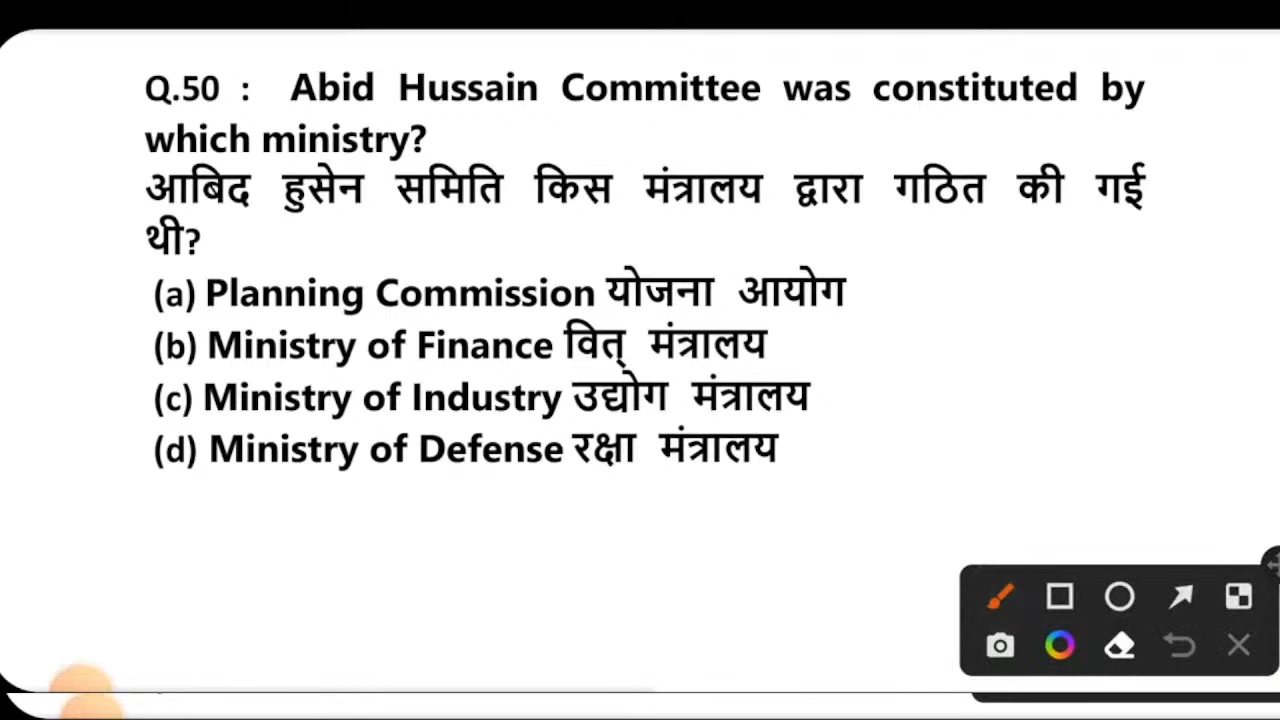 Q.50 : Abid Hussain Committee was constituted by
which ministry?
आबिद हुसेन समिति किस मंत्रालय द्वारा गठित की गई
थी?
(a) Planning Commission योजना आयोग
(b) Ministry of Finance वित् मंत्रालय
(c) Ministry of Industry उद्योग मंत्रालय
(d) Ministry of Defense रक्षा मंत्रालय